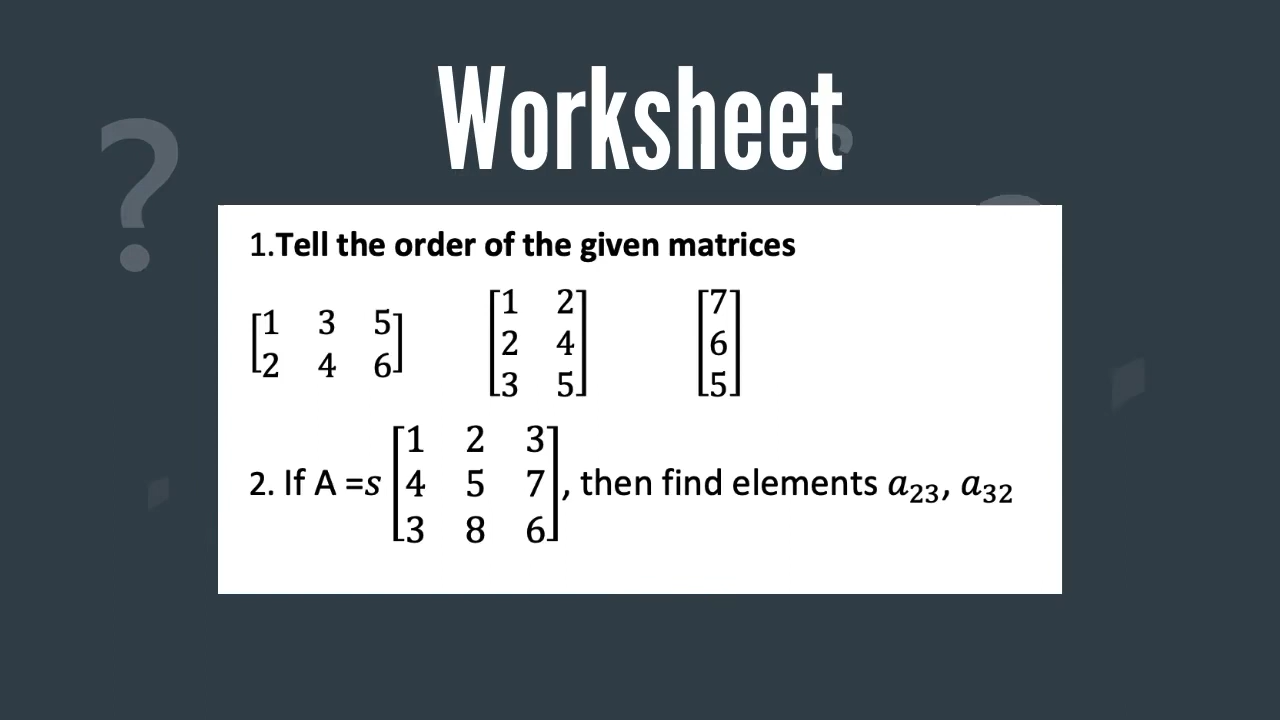 Worksheet
1.Tell the order of the given matrices
[1 3 5
2 4 6]
[1 2
2 4
3 5]
[7
6
5]
2. If A =s [1 2 3
4 5 7
3 8 6], then find elements a₂₃, a₃₂
?